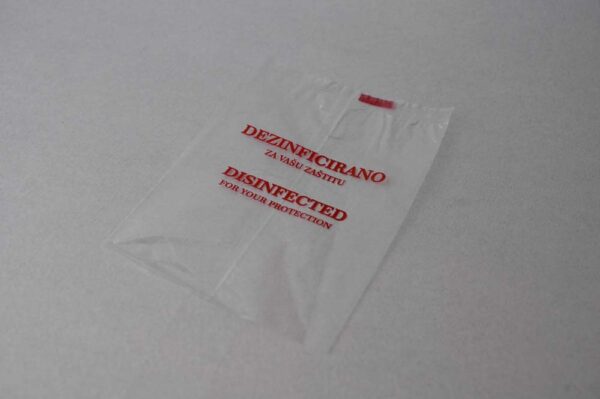 DEZINFICIRANO
ZA VAŠU ZAŠTITU
DISINFECTED
FOR YOUR PROTECTION